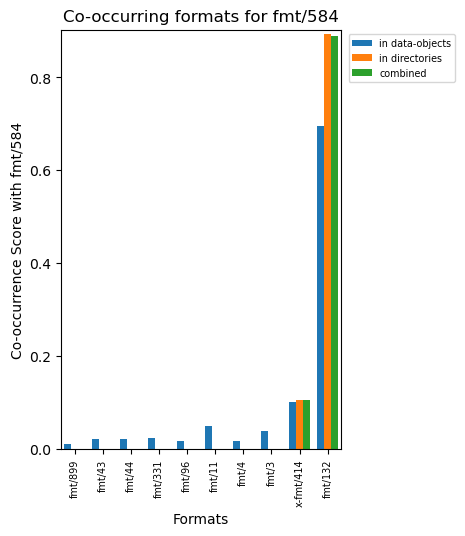 Co-occurring formats for fmt/584
in data-objects
in directories
combined
Co-occurrence Score with fmt/584
0.8
0.6
0.4
0.2
0.0
fmt/899
fmt/43
fmt/44
fmt/331
fmt/96
fmt/11
fmt/4
fmt/3
x-fmt/414
fmt/132
Formats